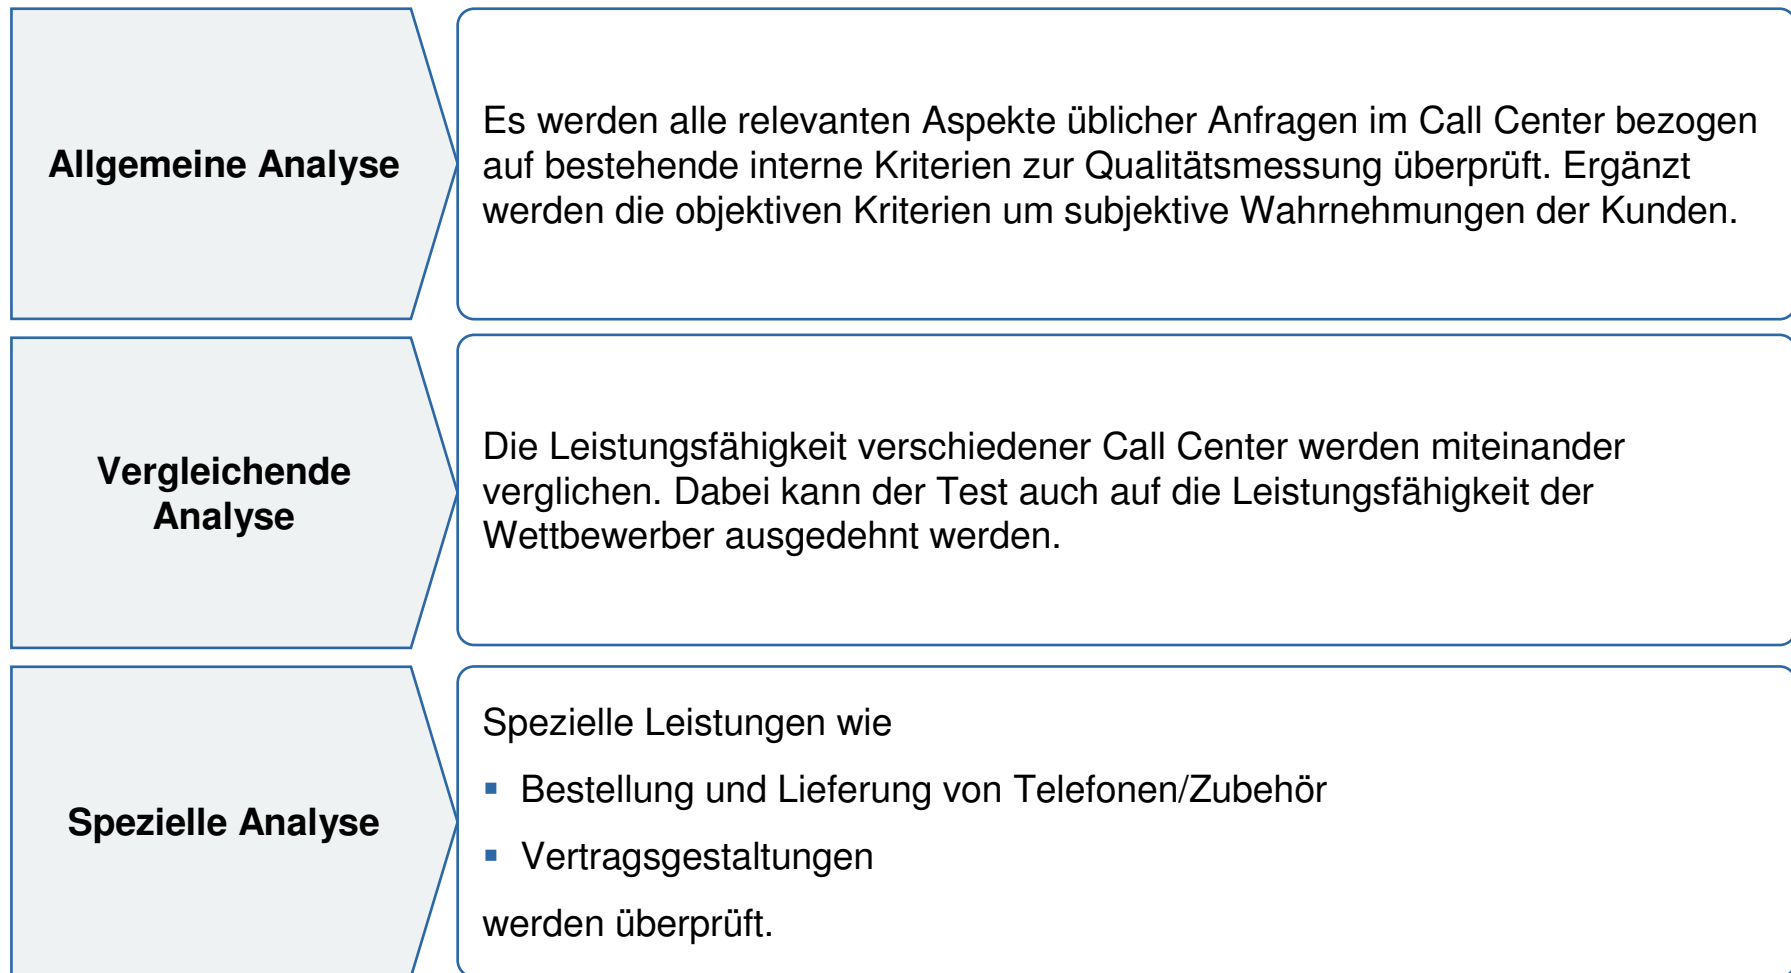 Allgemeine Analyse
Es werden alle relevanten Aspekte üblicher Anfragen im Call Center bezogen
auf bestehende interne Kriterien zur Qualitätsmessung überprüft. Ergänzt
werden die objektiven Kriterien um subjektive Wahrnehmungen der Kunden.
Vergleichende
Analyse
Die Leistungsfähigkeit verschiedener Call Center werden miteinander
verglichen. Dabei kann der Test auch auf die Leistungsfähigkeit der
Wettbewerber ausgedehnt werden.
Spezielle Analyse
Spezielle Leistungen wie
▪ Bestellung und Lieferung von Telefonen/Zubehör
▪ Vertragsgestaltungen
werden überprüft.